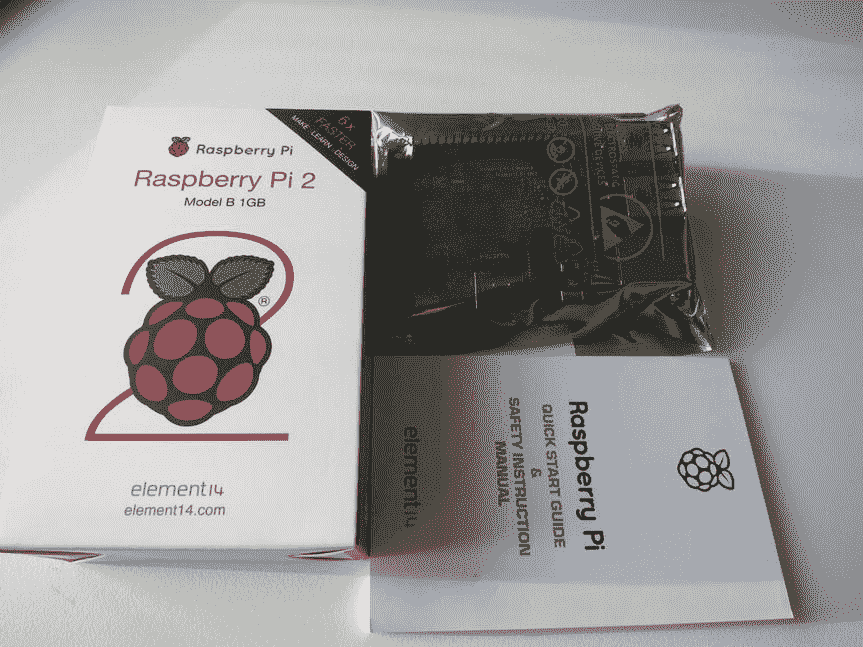 6x
FASTER
MAKE · LEARN · DESIGN
Raspberry Pi
Raspberry Pi 2
Model B 1GB
®
element14
element14.com
Raspberry Pi
QUICK START GUIDE
&
SAFETY INSTRUCTION
MANUAL
element14